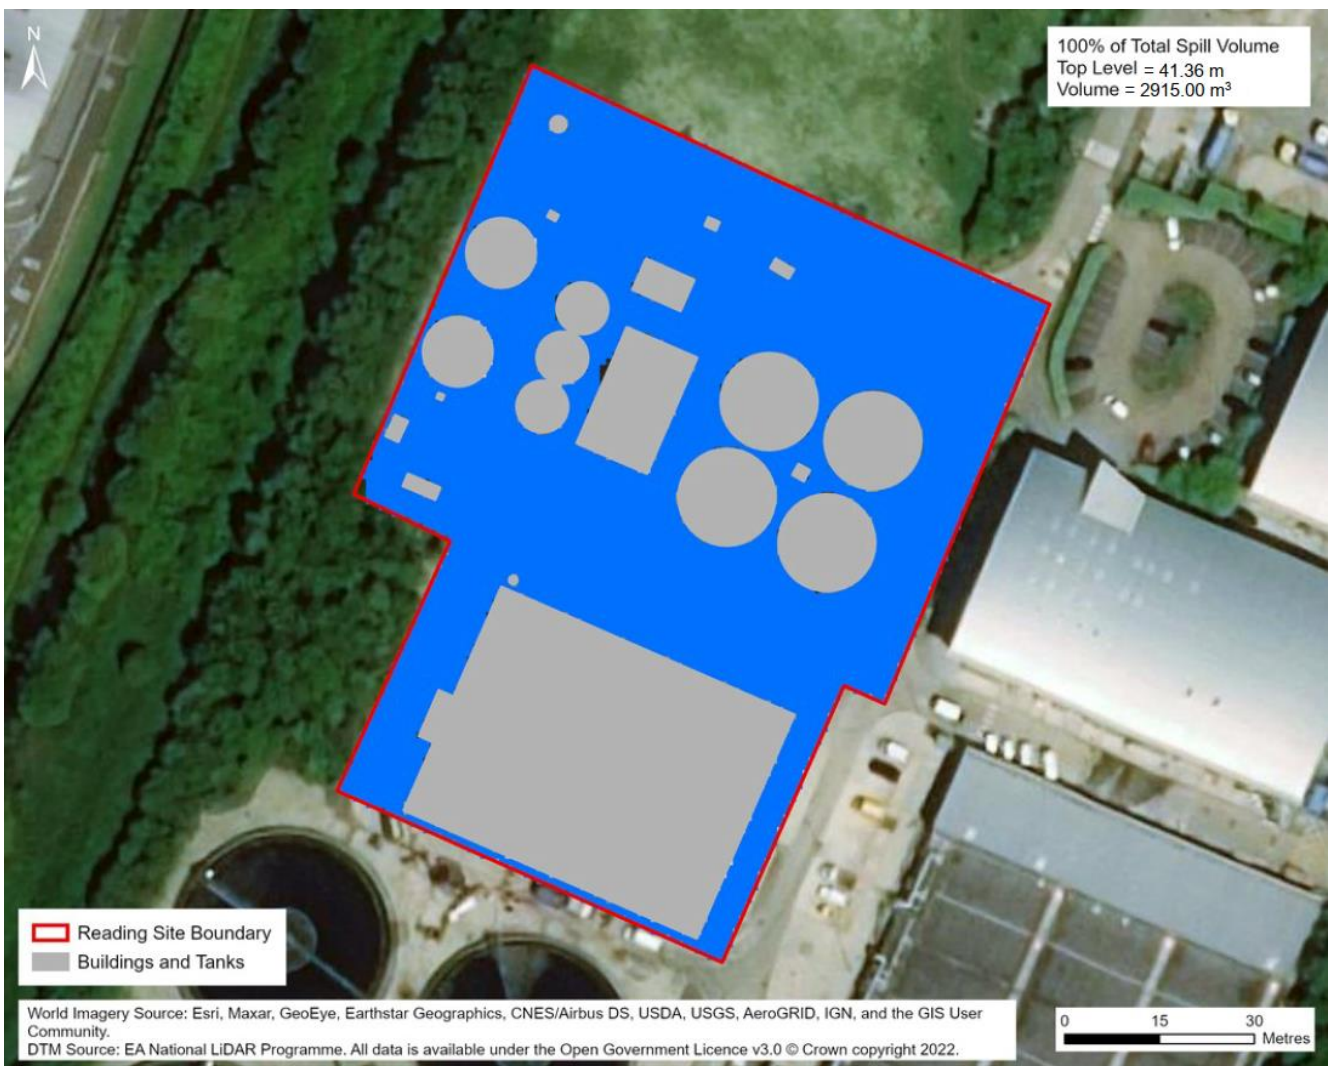 N
100% of Total Spill Volume
Top Level = 41.36 m
Volume = 2915.00 m³
Reading Site Boundary
Buildings and Tanks
World Imagery Source: Esri, Maxar, GeoEye, Earthstar Geographics, CNES/Airbus DS, USDA, USGS, AeroGRID, IGN, and the GIS User
Community.
DTM Source: EA National LiDAR Programme. All data is available under the Open Government Licence v3.0 © Crown copyright 2022.
0 15 30
Metres